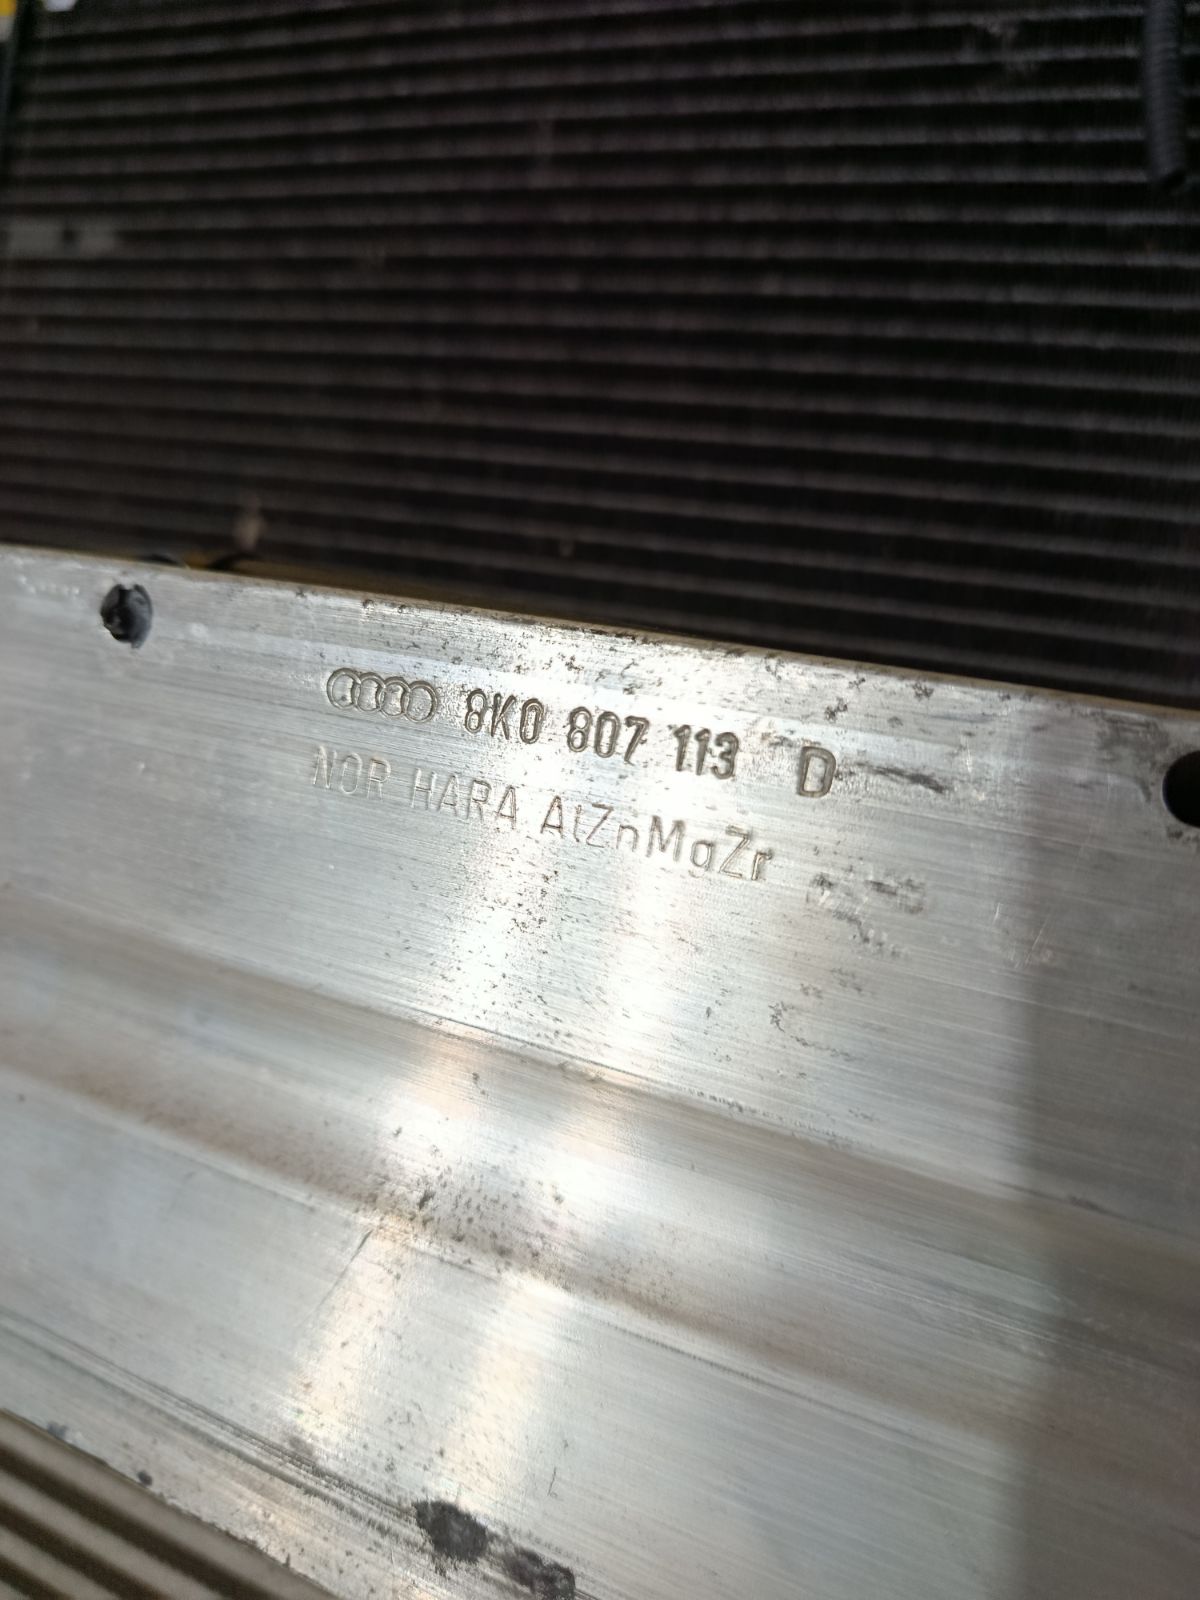 8K0 807 113 D
NOR HARA AlZnMgZr